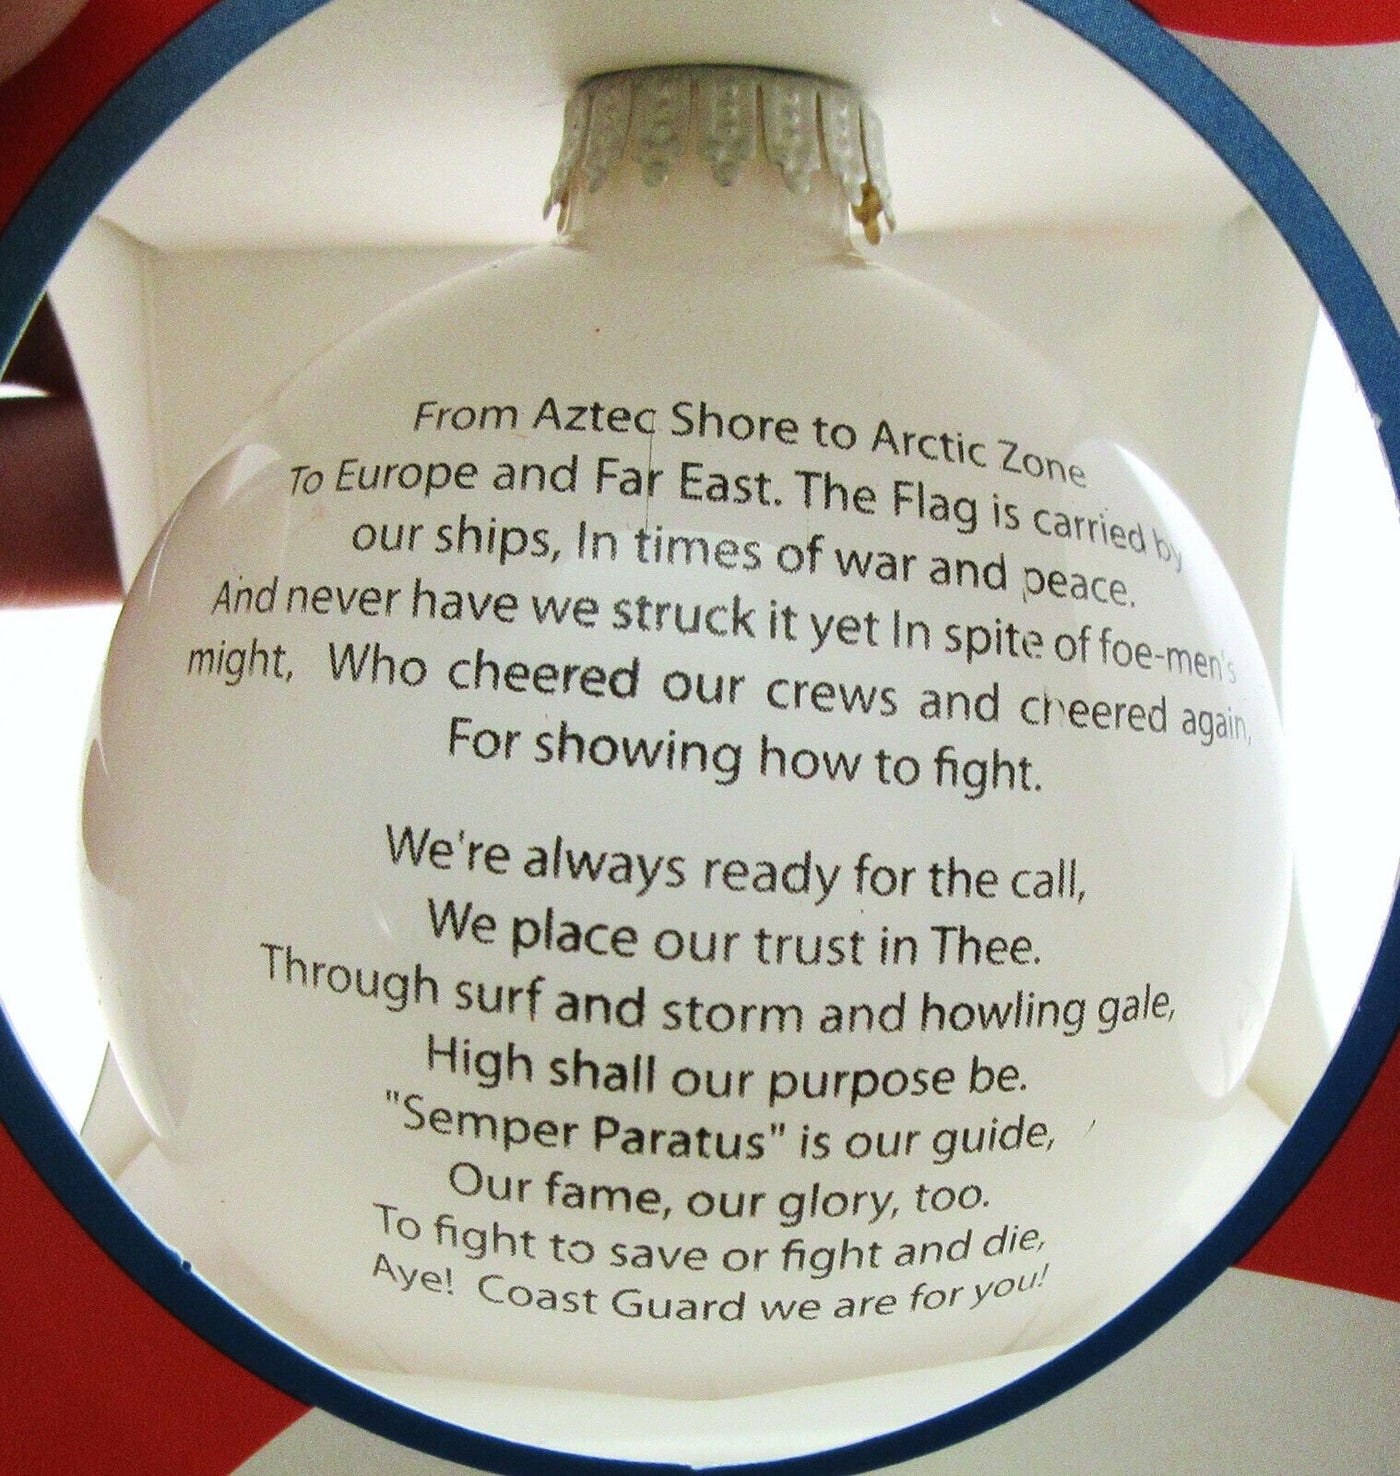 From Aztec Shore to Arctic Zone
To Europe and Far East. The Flag is carried by
our ships, In times of war and peace.
And never have we struck it yet In spite of foe-men's
might, Who cheered our crews and cheered again,
For showing how to fight.
We're always ready for the call,
We place our trust in Thee.
Through surf and storm and howling gale,
High shall our purpose be.
"Semper Paratus" is our guide,
Our fame, our glory, too.
To fight to save or fight and die,
Aye! Coast Guard we are for you!